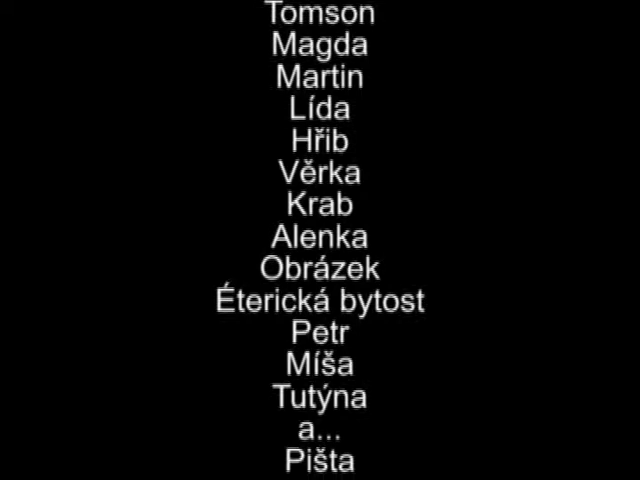 Tomson
Magda
Martin
Lída
Hřib
Věrka
Krab
Alenka
Obrázek
Éterická bytost
Petr
Míša
Tutýna
a...
Pišta